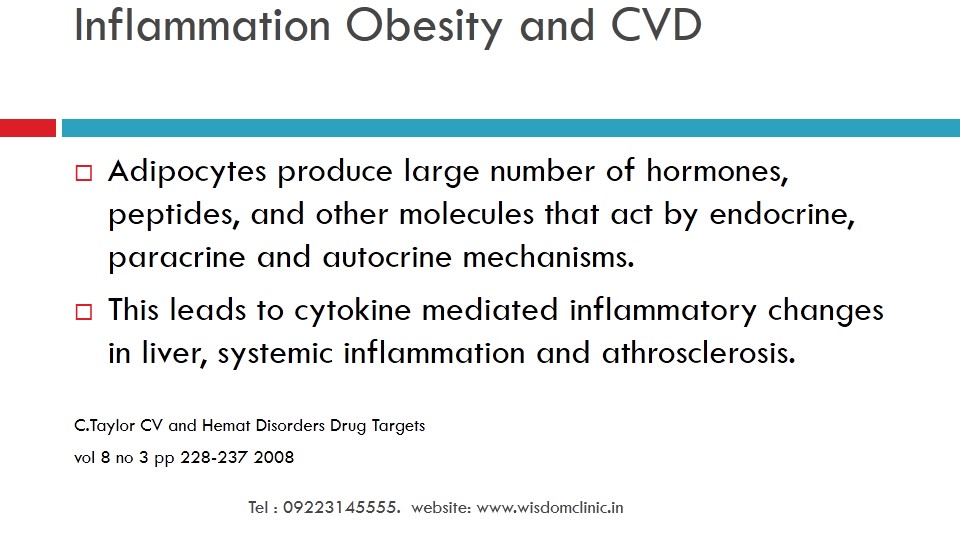 Inflammation Obesity and CVD
Adipocytes produce large number of hormones,
peptides, and other molecules that act by endocrine,
paracrine and autocrine mechanisms.
This leads to cytokine mediated inflammatory changes
in liver, systemic inflammation and athrosclerosis.
C.Taylor CV and Hemat Disorders Drug Targets
vol 8 no 3 pp 228-237 2008
Tel : 09223145555.  website: www.wisdomclinic.in